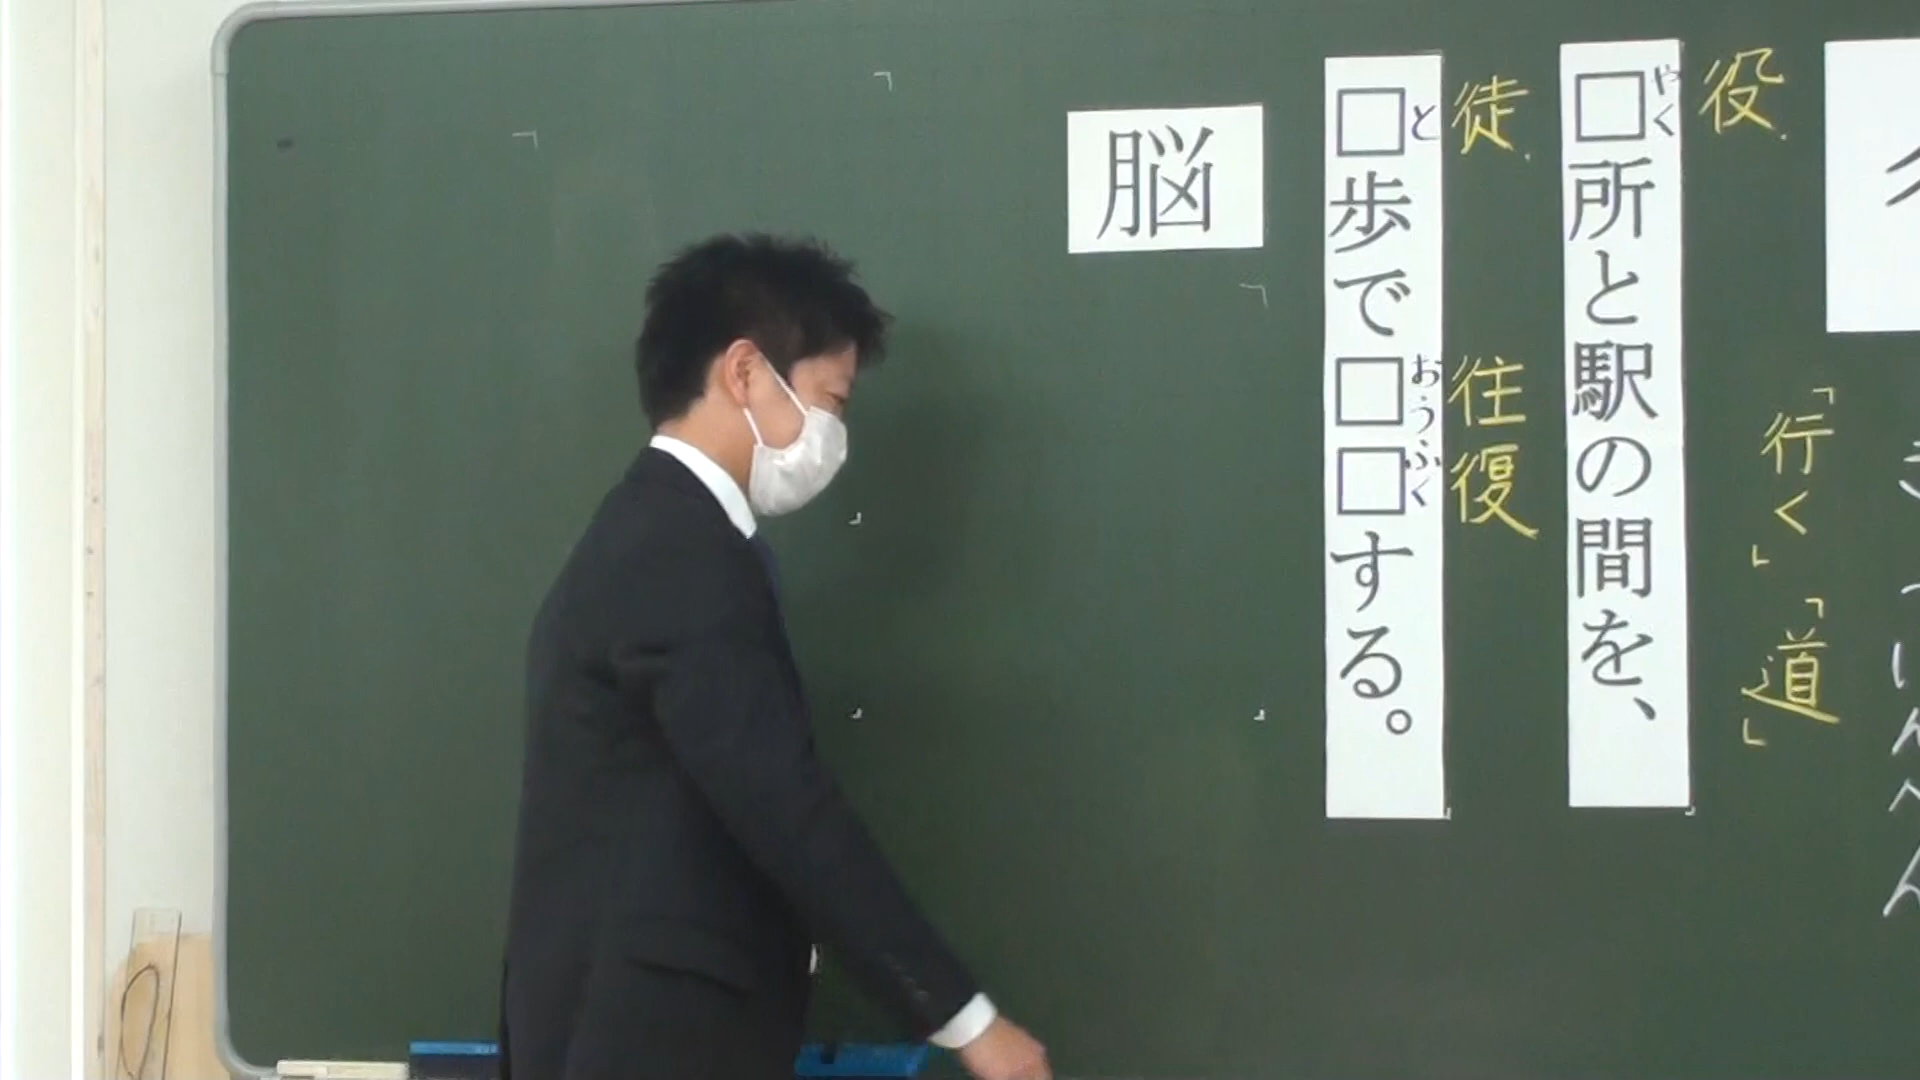 役
やく
□所と駅の間を、
「行く」「道」
徒
往復
と おうふく
□歩で□□する。
脳